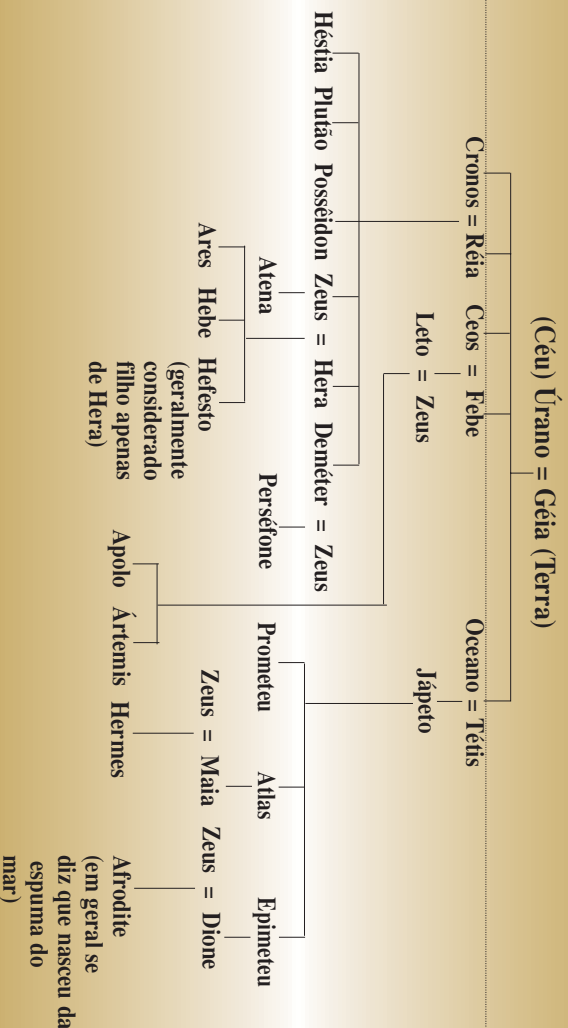 (Céu) Úrano = Géia (Terra)
Cronos = Réia Ceos = Febe Oceano = Tétis
Leto = Zeus Jápeto
Héstia Plutão Possêidon Zeus = Hera Deméter = Zeus
Atena Perséfone Prometeu Atlas Epimeteu
Ares Hebe Hefesto Zeus = Maia Zeus = Dione
(geralmente
considerado
filho apenas
de Hera)
Apolo Ártemis Hermes Afrodite
(em geral se
diz que nasceu da
espuma do
mar)